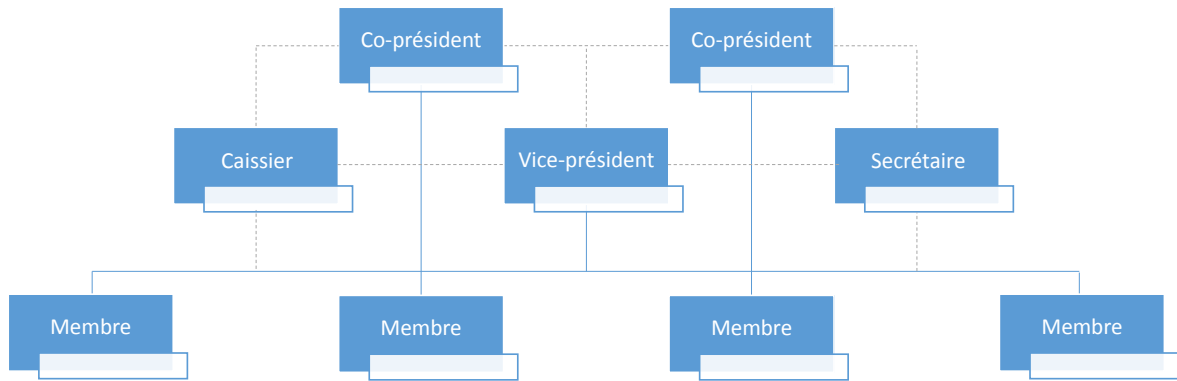 Co-président
Co-président
Caissier
Vice-président
Secrétaire
Membre
Membre
Membre
Membre